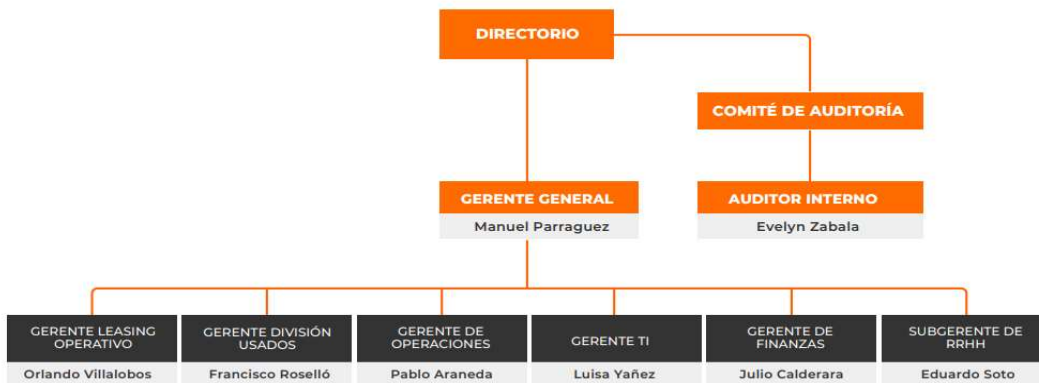 DIRECTORIO
COMITÉ DE AUDITORÍA
GERENTE GENERAL
Manuel Parraguez
AUDITOR INTERNO
Evelyn Zabala
GERENTE LEASING
OPERATIVO
Orlando Villalobos
GERENTE DIVISIÓN
USADOS
Francisco Roselló
GERENTE DE
OPERACIONES
Pablo Araneda
GERENTE TI
Luisa Yañez
GERENTE DE
FINANZAS
Julio Calderara
SUBGERENTE DE
RRHH
Eduardo Soto